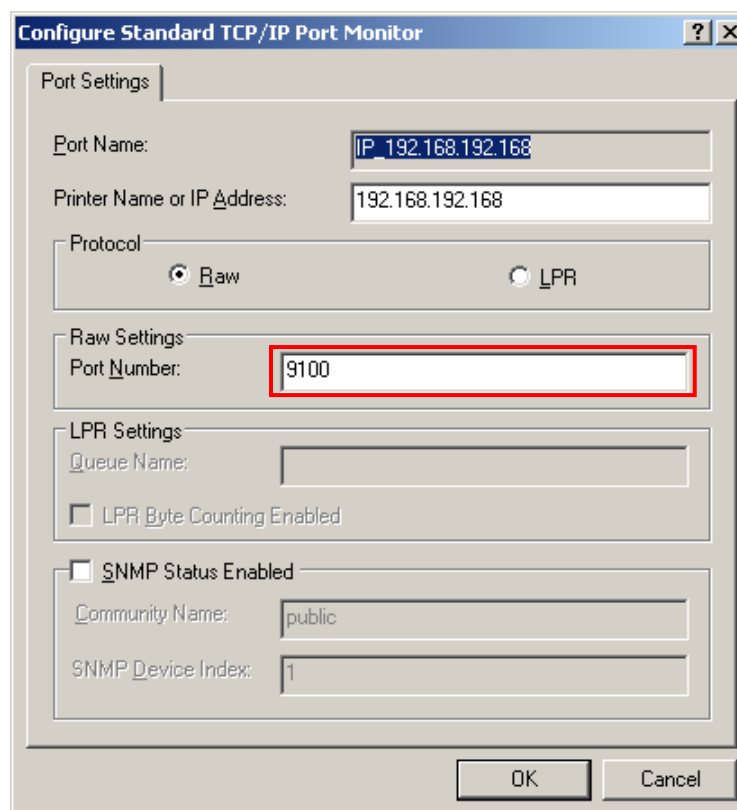 Configure Standard TCP/IP Port Monitor
Port Settings
Port Name: IP_192.168.192.168
Printer Name or IP Address: 192.168.192.168
Protocol
Raw LPR
Raw Settings
Port Number: 9100
LPR Settings
Queue Name:
LPR Byte Counting Enabled
SNMP Status Enabled
Community Name: public
SNMP Device Index: 1
OK Cancel